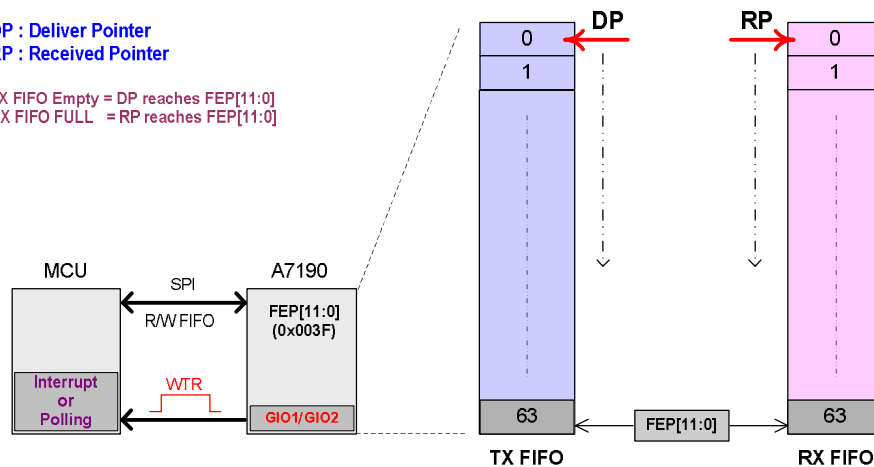 DP : Deliver Pointer
RP : Received Pointer
X FIFO Empty = DP reaches FEP[11:0]
X FIFO FULL = RP reaches FEP[11:0]
DP
RP
0
0
1
1
MCU
A7190
SPI
R/W FIFO
FEP[11:0]
(0x003F)
Interrupt
or
Polling
WTR
GIO1/GIO2
63
FEP[11:0]
63
TX FIFO
RX FIFO